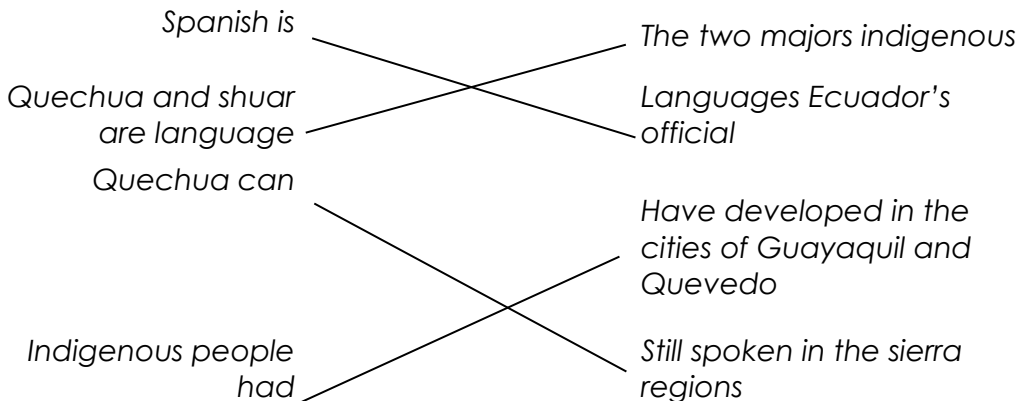 Spanish is
The two majors indigenous
Quechua and shuar
are language
Languages Ecuador's
official
Quechua can
Have developed in the
cities of Guayaquil and
Quevedo
Indigenous people
had
Still spoken in the sierra
regions